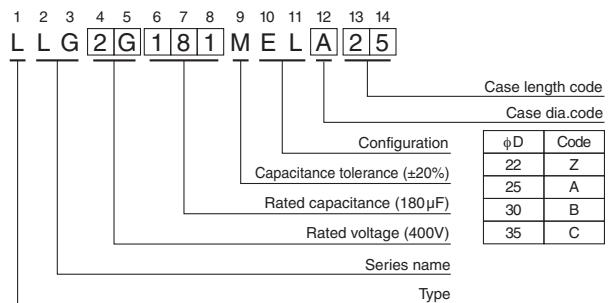 1 2 3 4 5 6 7 8 9 10 11 12 13 14
L L G 2 G 1 8 1 M E L A 2 5
Case length code
Case dia.code
Configuration
Capacitance tolerance (±20%)
Rated capacitance (180µF)
Rated voltage (400V)
Series name
Type
ϕD Code
22 Z
25 A
30 B
35 C